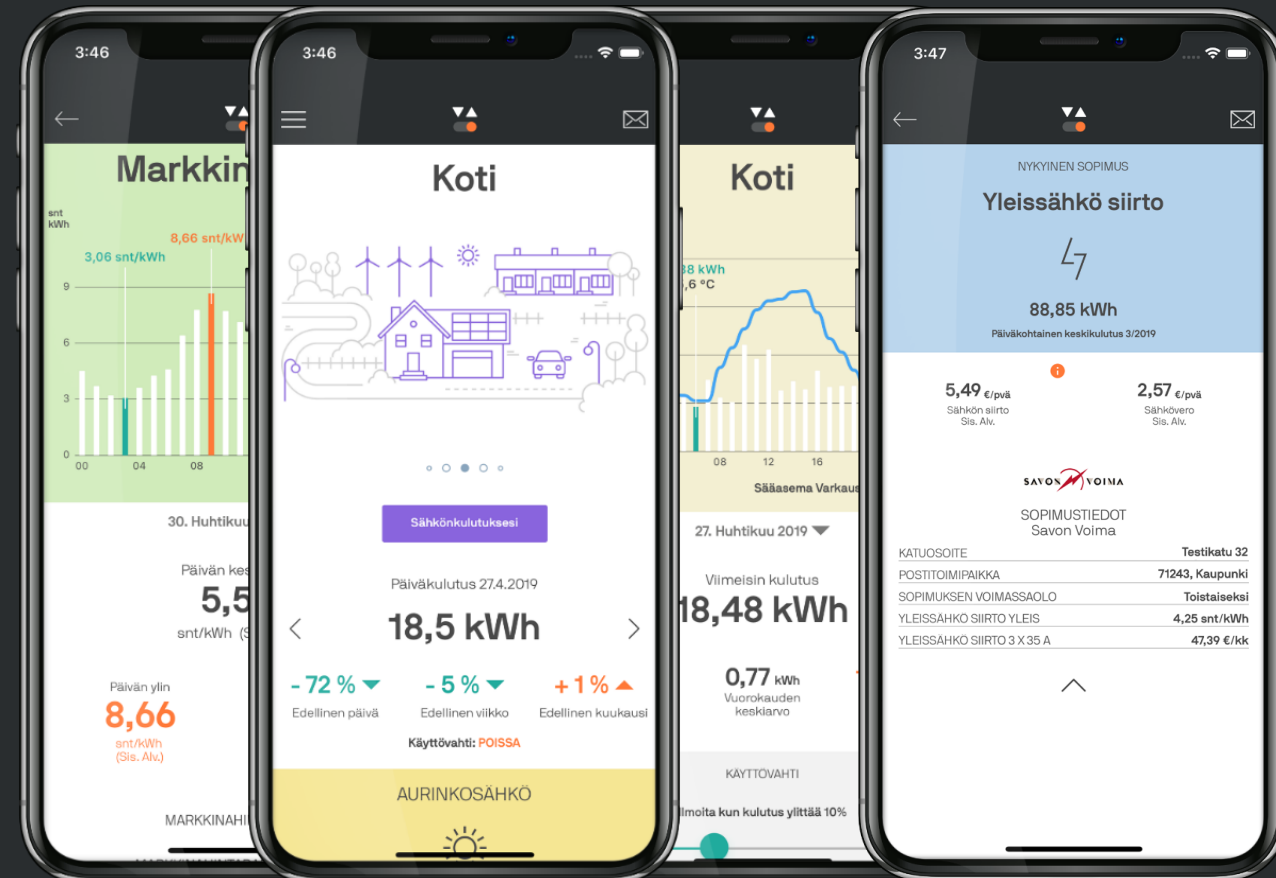 3:46
Markkin
snt
kWh
8,66 snt/kW
3,06 snt/kWh
9
6
3
0
00 04 08
30. Huhtikuu
Päivän kes
5,5
snt/kWh (S
Päivän ylin
8,66
snt/kWh
(Sis. Alv.)
MARKKINAHI
3:46
Koti
Sähkönkulutuksesi
Päiväkulutus 27.4.2019
18,5 kWh
- 72 % - 5 % + 1 %
Edellinen päivä Edellinen viikko Edellinen kuukausi
Käyttövahti: POISSA
AURINKOSÄHKÖ
Koti
38 kWh
,6 °C
08 12 16
Sääasema Varkaus
27. Huhtikuu 2019
Viimeisin kulutus
18,48 kWh
0,77 kWh
Vuorokauden
keskiarvo
KÄYTTÖVAHTI
lmoita kun kulutus ylittää 10%
3:47
NYKYINEN SOPIMUS
Yleissähkö siirto
88,85 kWh
Päiväkohtainen keskikulutus 3/2019
5,49 €/pvä 2,57 €/pvä
Sähkön siirto Sähkövero
Sis. Alv. Sis. Alv.
SAVON VOIMA
SOPIMUSTIEDOT
Savon Voima
KATUOSOITE Testikatu 32
POSTITOIMIPAIKKA 71243, Kaupunki
SOPIMUKSEN VOIMASSAOLO Toistaiseksi
YLEISSÄHKÖ SIIRTO YLEIS 4,25 snt/kWh
YLEISSÄHKÖ SIIRTO 3 X 35 A 47,39 €/kk